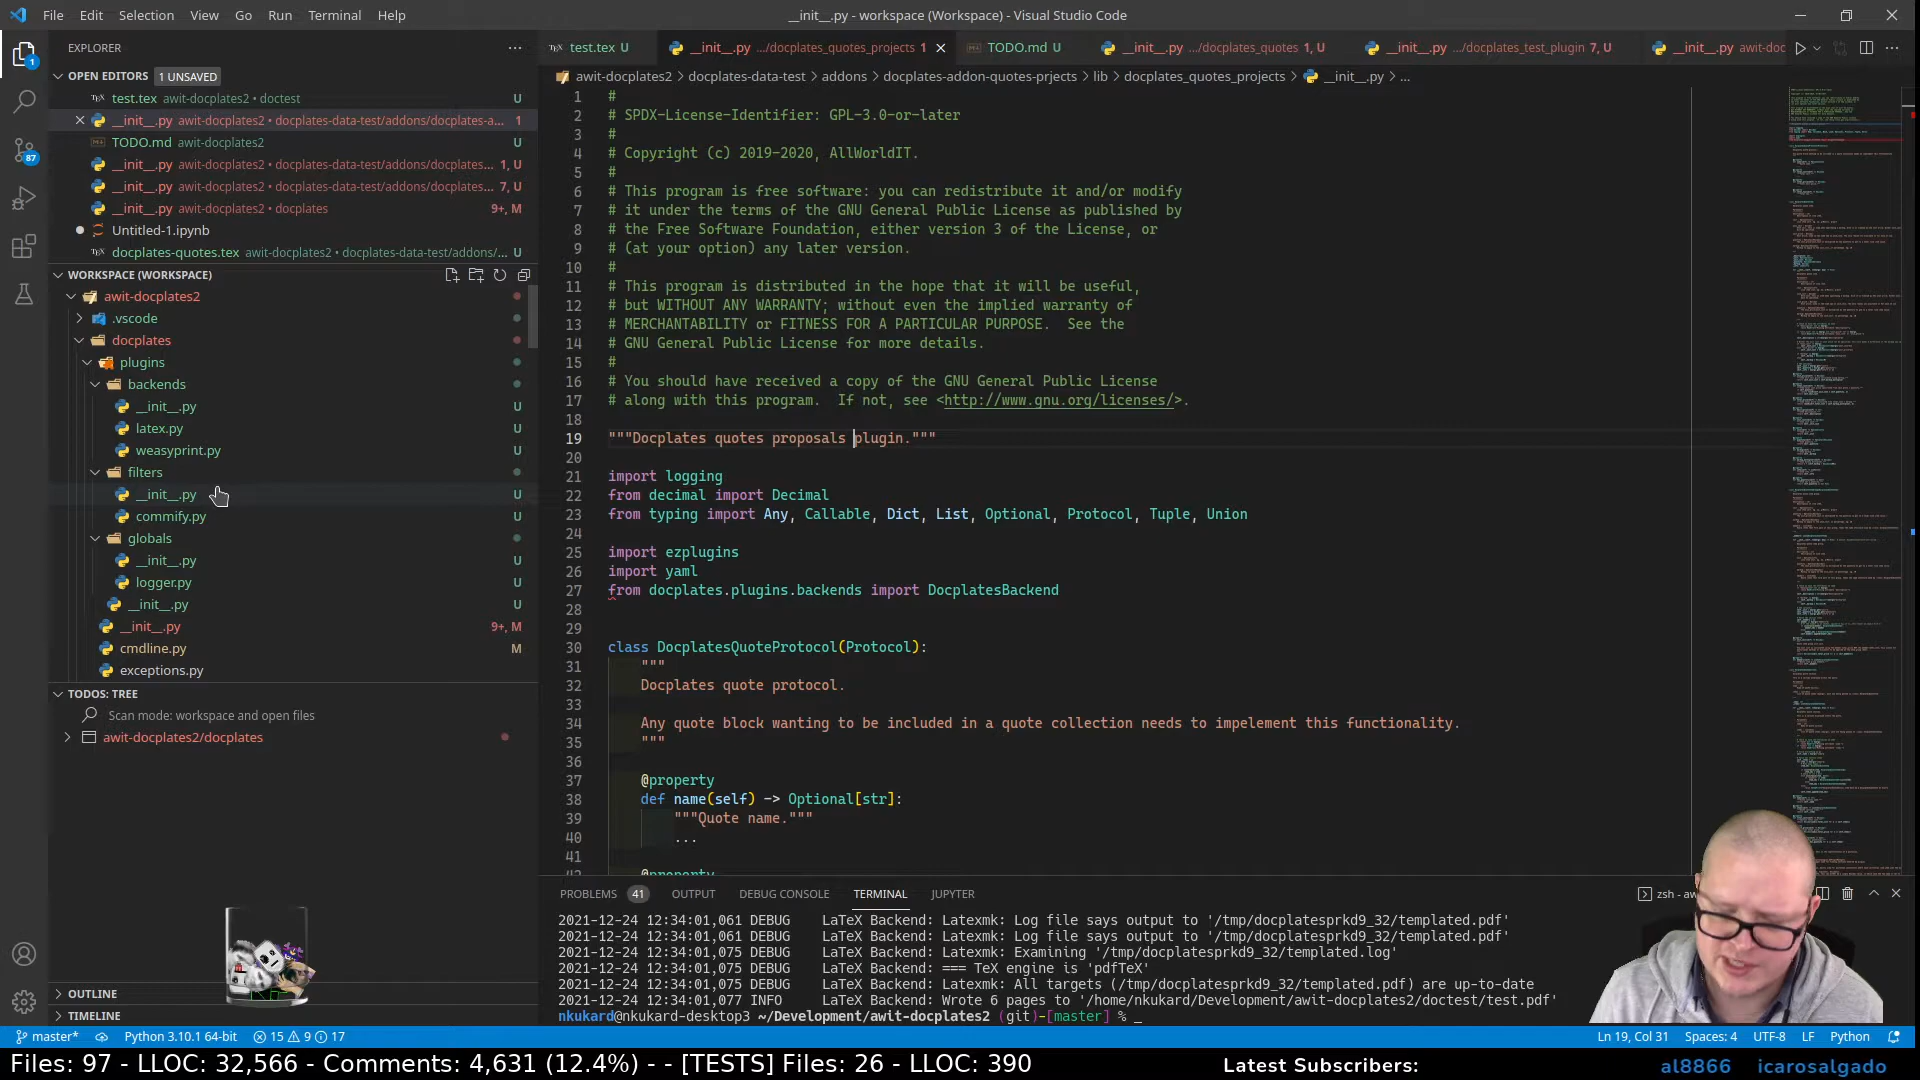 File Edit Selection View Go Run Terminal Help
__init__.py - workspace (Workspace) - Visual Studio Code
EXPLORER
OPEN EDITORS 1 UNSAVED
test.tex awit-docplates2 • doctest U
__init__.py awit-docplates2 • docplates-data-test/addons/docplates-a... 1
TODO.md awit-docplates2 U
__init__.py awit-docplates2 • docplates-data-test/addons/docplates... 1, U
__init__.py awit-docplates2 • docplates-data-test/addons/docplates... 7, U
__init__.py awit-docplates2 • docplates 9+, M
Untitled-1.ipynb
docplates-quotes.tex awit-docplates2 • docplates-data-test/addons/... U
WORKSPACE (WORKSPACE)
awit-docplates2
.vscode
docplates
plugins
backends
__init__.py U
latex.py U
weasyprint.py U
filters
__init__.py U
commify.py U
globals
__init__.py U
logger.py U
__init__.py U
__init__.py 9+, M
cmdline.py M
exceptions.py
TODOS: TREE
Scan mode: workspace and open files
awit-docplates2/docplates
OUTLINE
TIMELINE
1
87
test.tex U
__init__.py .../docplates_quotes_projects 1
TODO.md U
__init__.py .../docplates_quotes 1, U
__init__.py .../docplates_test_plugin 7, U
__init__.py awit-doc
awit-docplates2 > docplates-data-test > addons > docplates-addon-quotes-prjects > lib > docplates_quotes_projects > __init__.py > ...
1 #
2 # SPDX-License-Identifier: GPL-3.0-or-later
3 #
4 # Copyright (c) 2019-2020, AllWorldIT.
5 #
6 # This program is free software: you can redistribute it and/or modify
7 # it under the terms of the GNU General Public License as published by
8 # the Free Software Foundation, either version 3 of the License, or
9 # (at your option) any later version.
10 #
11 # This program is distributed in the hope that it will be useful,
12 # but WITHOUT ANY WARRANTY; without even the implied warranty of
13 # MERCHANTABILITY or FITNESS FOR A PARTICULAR PURPOSE.  See the
14 # GNU General Public License for more details.
15 #
16 # You should have received a copy of the GNU General Public License
17 # along with this program.  If not, see <http://www.gnu.org/licenses/>.
18
19 """Docplates quotes proposals plugin."""
20
21 import logging
22 from decimal import Decimal
23 from typing import Any, Callable, Dict, List, Optional, Protocol, Tuple, Union
24
25 import ezplugins
26 import yaml
27 from docplates.plugins.backends import DocplatesBackend
28
29
30 class DocplatesQuoteProtocol(Protocol):
31 """
32 Docplates quote protocol.
33
34 Any quote block wanting to be included in a quote collection needs to impelement this functionality.
35 """
36
37 @property
38 def name(self) -> Optional[str]:
39 """Quote name."""
40 ...
41
42 @property
PROBLEMS 41 OUTPUT DEBUG CONSOLE TERMINAL JUPYTER
zsh - aw
2021-12-24 12:34:01,061 DEBUG LaTeX Backend: Latexmk: Log file says output to '/tmp/docplatesprkd9_32/templated.pdf'
2021-12-24 12:34:01,061 DEBUG LaTeX Backend: Latexmk: Log file says output to '/tmp/docplatesprkd9_32/templated.pdf'
2021-12-24 12:34:01,075 DEBUG LaTeX Backend: Latexmk: Examining '/tmp/docplatesprkd9_32/templated.log'
2021-12-24 12:34:01,075 DEBUG LaTeX Backend: === TeX engine is 'pdfTeX'
2021-12-24 12:34:01,075 DEBUG LaTeX Backend: Latexmk: All targets (/tmp/docplatesprkd9_32/templated.pdf) are up-to-date
2021-12-24 12:34:01,077 INFO LaTeX Backend: Wrote 6 pages to '/home/nkukard/Development/awit-docplates2/doctest/test.pdf'
nkukard@nkukard-desktop3 ~/Development/awit-docplates2 (git)-[master] % _
master* Python 3.10.1 64-bit 15 9 17
Ln 19, Col 31 Spaces: 4 UTF-8 LF Python
Files: 97 - LLOC: 32,566 - Comments: 4,631 (12.4%) - - [TESTS] Files: 26 - LLOC: 390
Latest Subscribers: al8866 icarosalgado